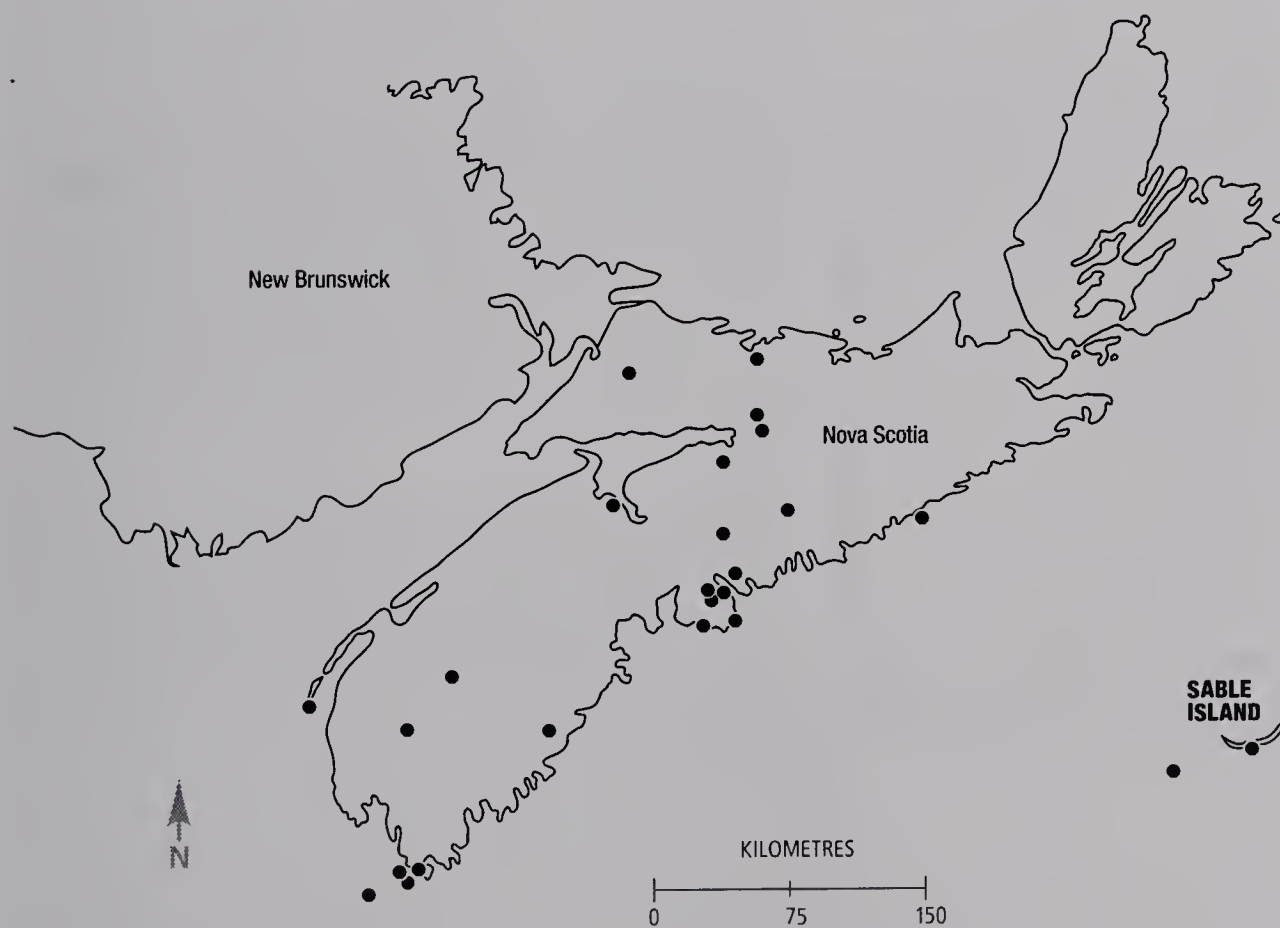 New Brunswick
Nova Scotia
SABLE
ISLAND
N
KILOMETRES
0 75 150